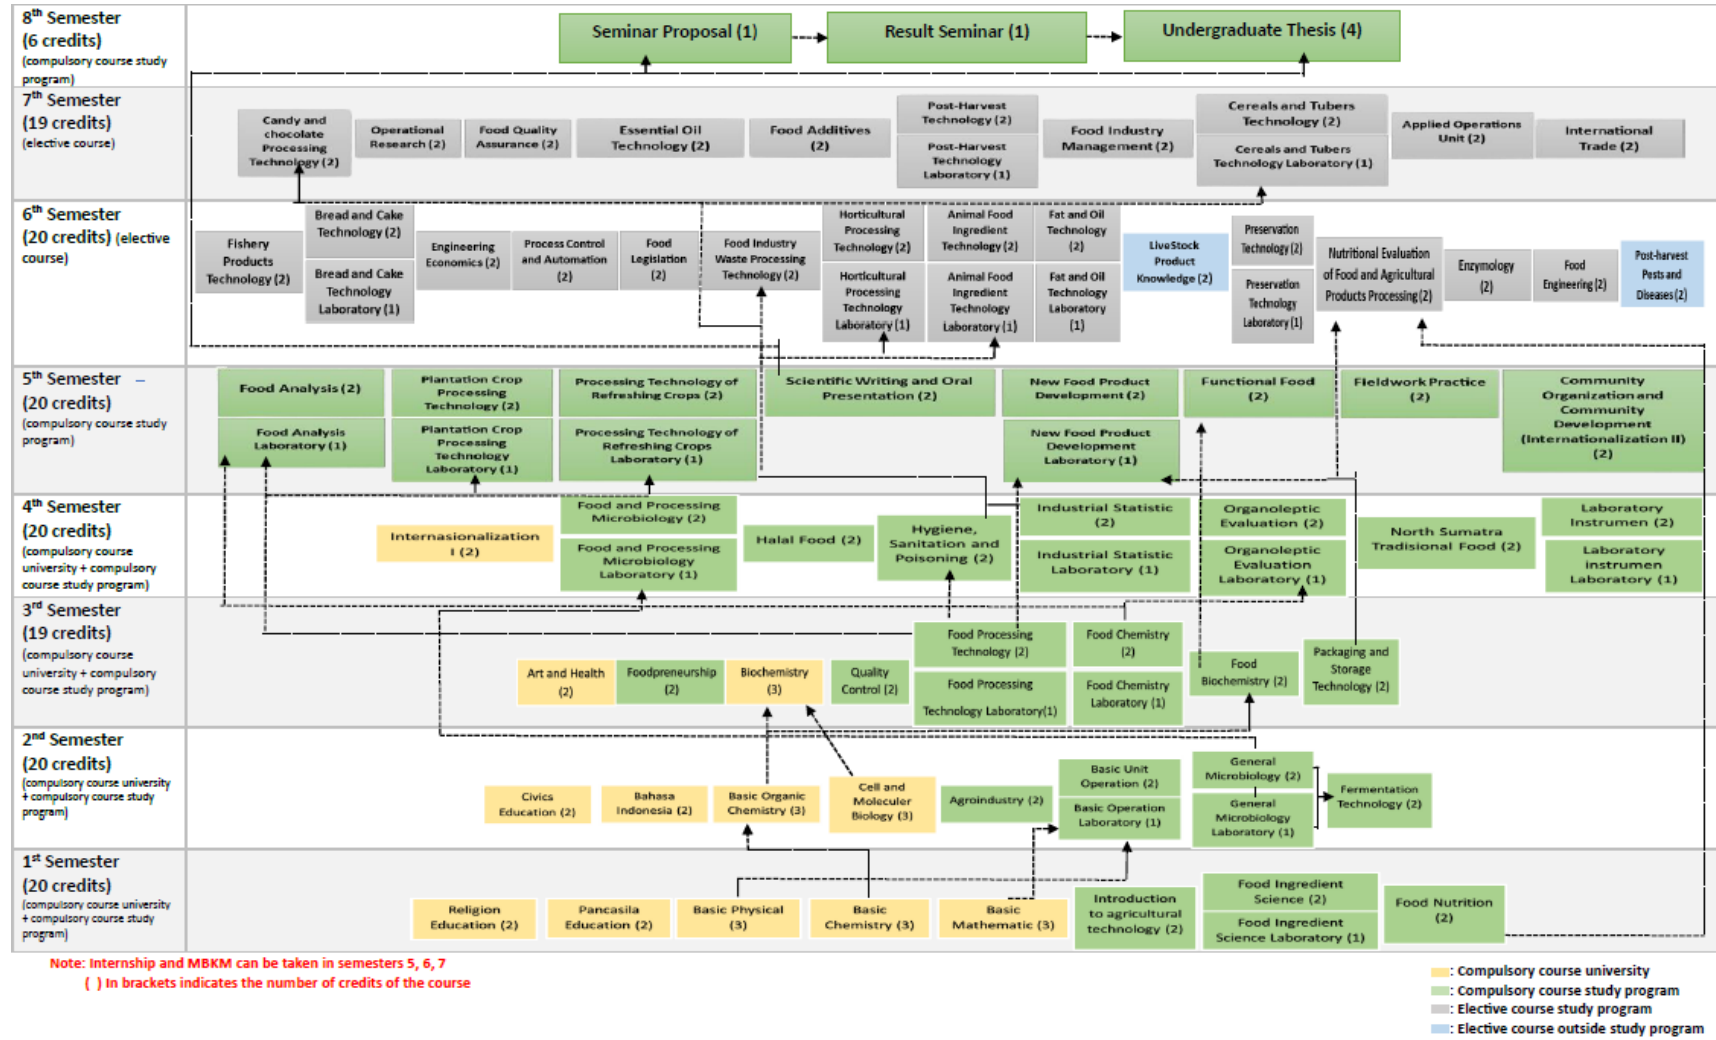 8th Semester
(6 credits)
(compulsory course study
program)
Seminar Proposal (1)
Result Seminar (1)
Undergraduate Thesis (4)
7th Semester
(19 credits)
(elective course)
Candy and
chocolate
Processing
Technology (2)
Operational
Research (2)
Food Quality
Assurance (2)
Essential Oil
Technology (2)
Food Additives
(2)
Post-Harvest
Technology (2)
Post-Harvest
Technology
Laboratory (1)
Food Industry
Management (2)
Cereals and Tubers
Technology (2)
Cereals and Tubers
Technology Laboratory (1)
Applied Operations
Unit (2)
International
Trade (2)
6th Semester
(20 credits) (elective
course)
Fishery
Products
Technology (2)
Bread and Cake
Technology (2)
Bread and Cake
Technology
Laboratory (1)
Engineering
Economics (2)
Process Control
and Automation
(2)
Food
Legislation
(2)
Food Industry
Waste Processing
Technology (2)
Horticultural
Processing
Technology (2)
Horticultural
Processing
Technology
Laboratory (1)
Animal Food
Ingredient
Technology (2)
Animal Food
Ingredient
Technology
Laboratory (1)
Fat and Oil
Technology
(2)
Fat and Oil
Technology
Laboratory
(1)
LiveStock
Product
Knowledge (2)
Preservation
Technology (2)
Preservation
Technology
Laboratory (1)
Nutritional Evaluation
of Food and Agricultural
Products Processing (2)
Enzymology
(2)
Food
Engineering (2)
Post-harvest
Pests and
Diseases (2)
5th Semester –
(20 credits)
(compulsory course study
program)
Food Analysis (2)
Food Analysis
Laboratory (1)
Plantation Crop
Processing
Technology (2)
Plantation Crop
Processing
Technology
Laboratory (1)
Processing Technology of
Refreshing Crops (2)
Processing Technology of
Refreshing Crops
Laboratory (1)
Scientific Writing and Oral
Presentation (2)
New Food Product
Development (2)
New Food Product
Development
Laboratory (1)
Functional Food
(2)
Fieldwork Practice
(2)
Community
Organization and
Community
Development
(Internationalization II)
(2)
4th Semester
(20 credits)
(compulsory course
university + compulsory
course study program)
Internasionalization
I (2)
Food and Processing
Microbiology (2)
Food and Processing
Microbiology
Laboratory (1)
Halal Food (2)
Hygiene,
Sanitation and
Poisoning (2)
Industrial Statistic
(2)
Industrial Statistic
Laboratory (1)
Organoleptic
Evaluation (2)
Organoleptic
Evaluation
Laboratory (1)
North Sumatra
Tradisional Food (2)
Laboratory
Instrumen (2)
Laboratory
instrumen
Laboratory (1)
3rd Semester
(19 credits)
(compulsory course
university + compulsory
course study program)
Art and Health
(2)
Foodpreneurship
(2)
Biochemistry
(3)
Quality
Control (2)
Food Processing
Technology (2)
Food Processing
Technology Laboratory(1)
Food Chemistry
(2)
Food Chemistry
Laboratory (1)
Food
Biochemistry (2)
Packaging and
Storage
Technology (2)
2nd Semester
(20 credits)
(compulsory course university
+ compulsory course study
program)
Civics
Education (2)
Bahasa
Indonesia (2)
Basic Organic
Chemistry (3)
Cell and
Moleculer
Biology (3)
Agroindustry (2)
Basic Unit
Operation (2)
Basic Operation
Laboratory (1)
General
Microbiology (2)
General
Microbiology
Laboratory (1)
Fermentation
Technology (2)
1st Semester
(20 credits)
(compulsory course university
+ compulsory course study
program)
Religion
Education (2)
Pancasila
Education (2)
Basic Physical
(3)
Basic
Chemistry (3)
Basic
Mathematic (3)
Introduction
to agricultural
technology (2)
Food Ingredient
Science (2)
Food Ingredient
Science Laboratory (1)
Food Nutrition
(2)
Note: Internship and MBKM can be taken in semesters 5, 6, 7
( ) In brackets indicates the number of credits of the course
: Compulsory course university
: Compulsory course study program
: Elective course study program
: Elective course outside study program